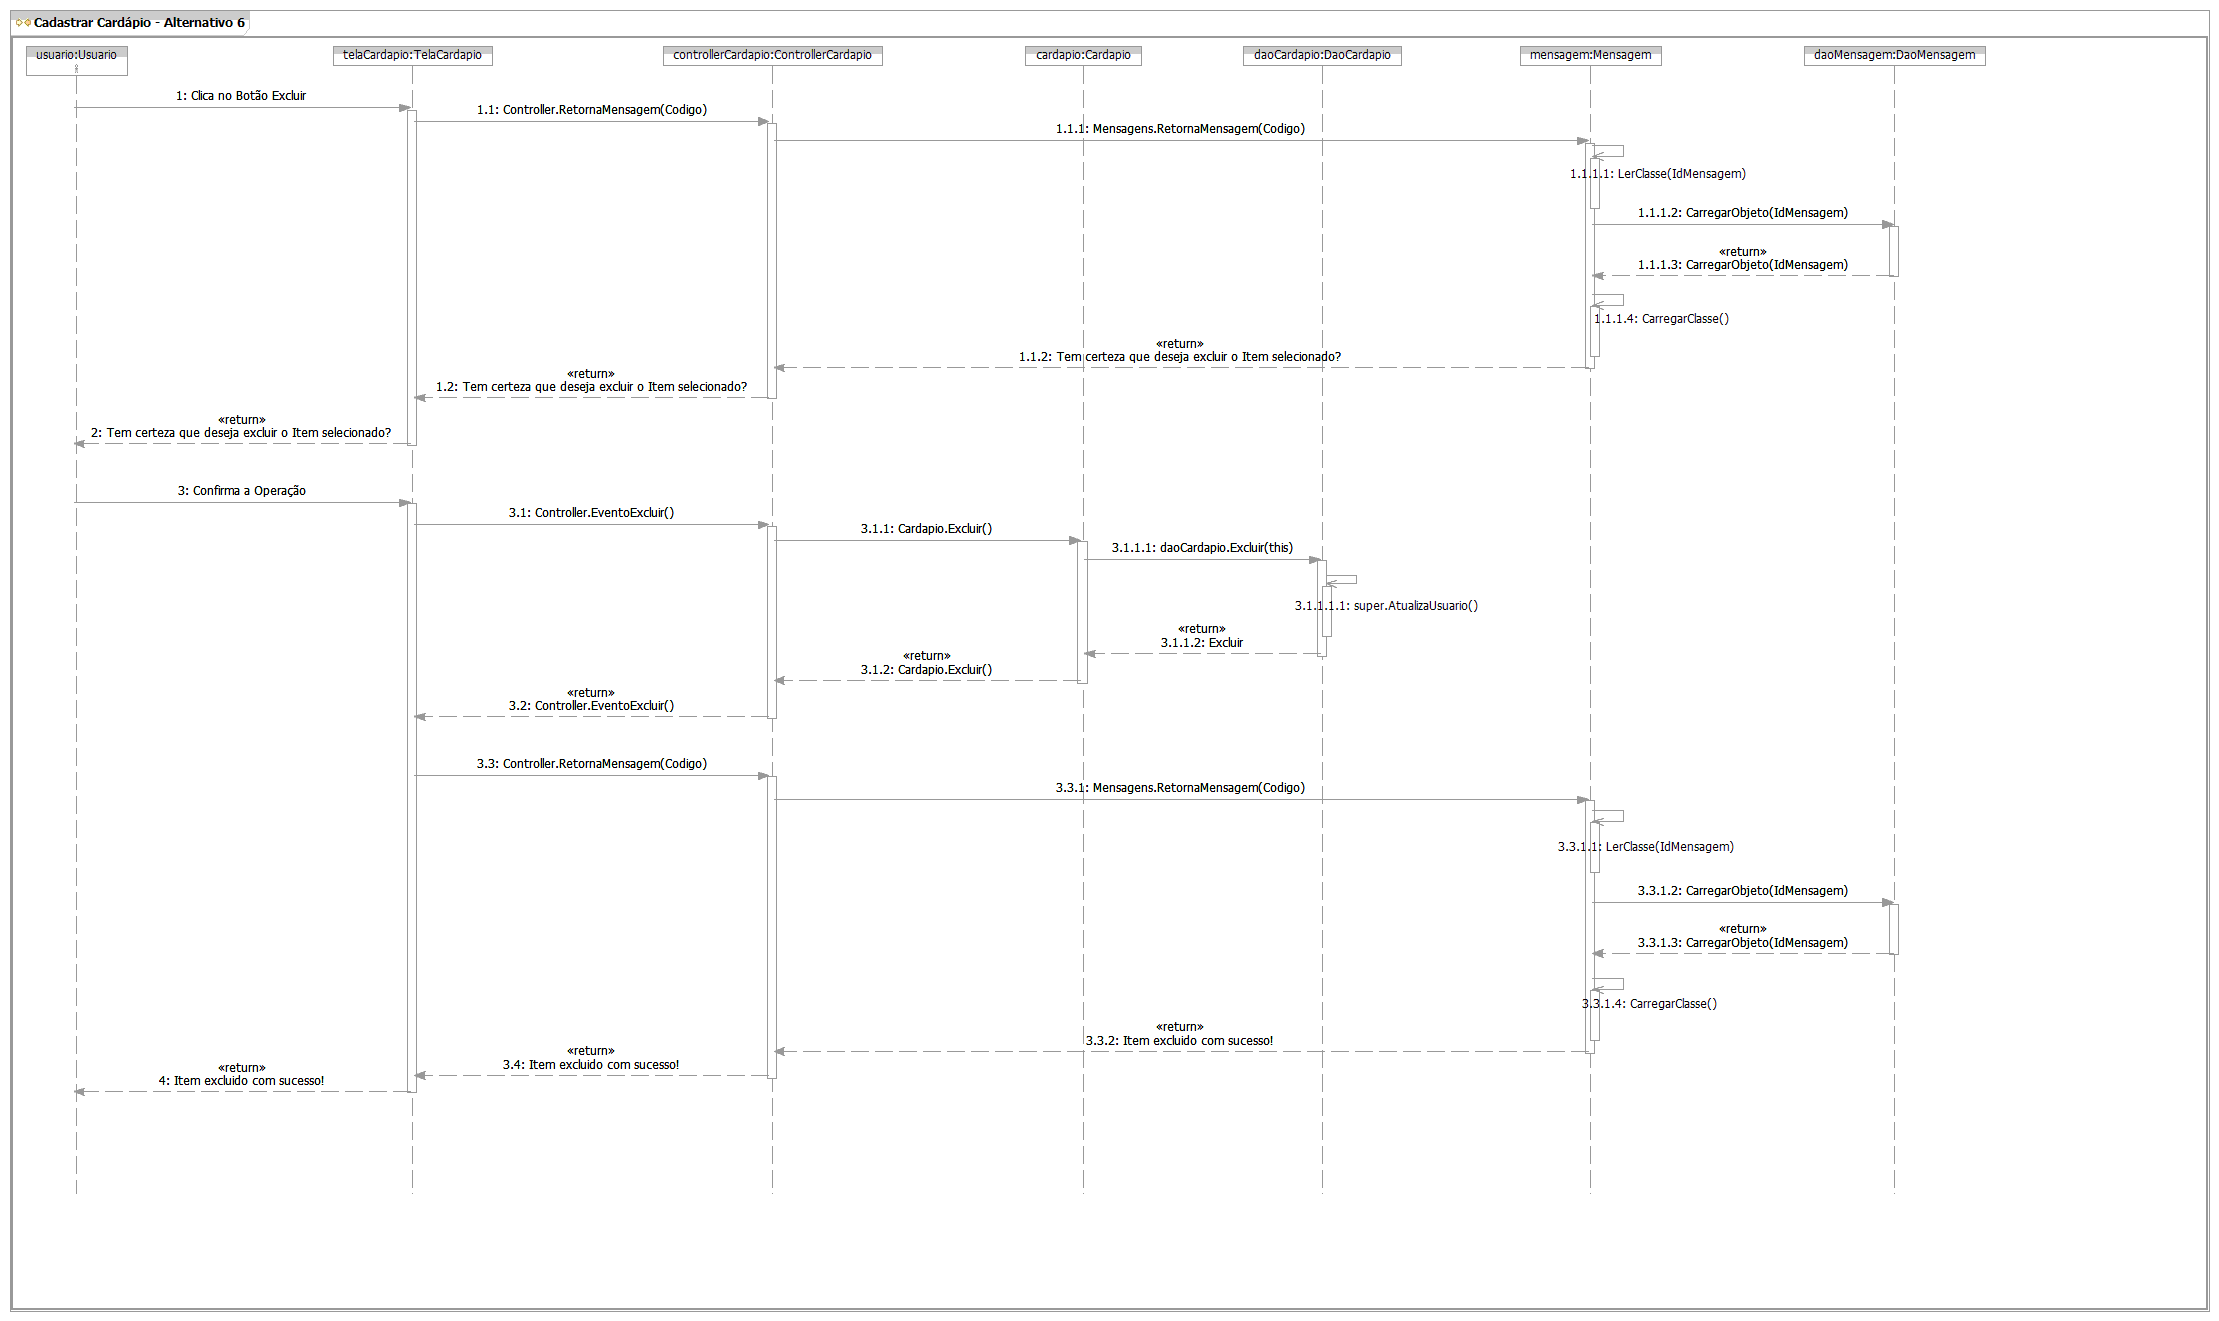 Cadastrar Cardápio - Alternativo 6
usuario:Usuario
telaCardapio:TelaCardapio
controllerCardapio:ControllerCardapio
cardapio:Cardapio
daoCardapio:DaoCardapio
mensagem:Mensagem
daoMensagem:DaoMensagem
1: Clica no Botão Excluir
1.1: Controller.RetornaMensagem(Codigo)
1.1.1: Mensagens.RetornaMensagem(Codigo)
1.1.1.1: LerClasse(IdMensagem)
1.1.1.2: CarregarObjeto(IdMensagem)
«return»
1.1.1.3: CarregarObjeto(IdMensagem)
1.1.1.4: CarregarClasse()
«return»
1.1.2: Tem certeza que deseja excluir o Item selecionado?
«return»
1.2: Tem certeza que deseja excluir o Item selecionado?
«return»
2: Tem certeza que deseja excluir o Item selecionado?
3: Confirma a Operação
3.1: Controller.EventoExcluir()
3.1.1: Cardapio.Excluir()
3.1.1.1: daoCardapio.Excluir(this)
3.1.1.1.1: super.AtualizaUsuario()
«return»
3.1.1.2: Excluir
«return»
3.1.2: Cardapio.Excluir()
«return»
3.2: Controller.EventoExcluir()
3.3: Controller.RetornaMensagem(Codigo)
3.3.1: Mensagens.RetornaMensagem(Codigo)
3.3.1.1: LerClasse(IdMensagem)
3.3.1.2: CarregarObjeto(IdMensagem)
«return»
3.3.1.3: CarregarObjeto(IdMensagem)
3.3.1.4: CarregarClasse()
«return»
3.3.2: Item excluido com sucesso!
«return»
3.4: Item excluido com sucesso!
«return»
4: Item excluido com sucesso!